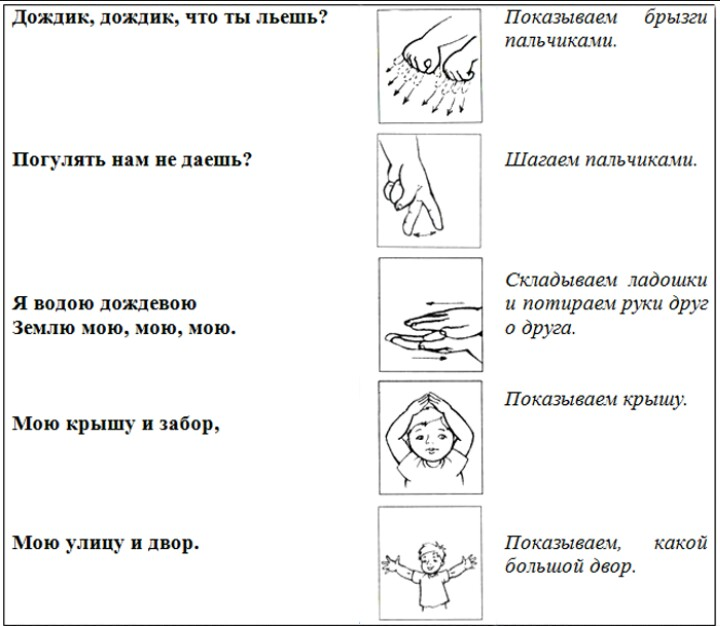 Дождик, дождик, что ты льешь?
Показываем брызги
пальчиками.
Погулять нам не даешь?
Шагаем пальчиками.
Я водою дождевою
Землю мою, мою, мою.
Складываем ладошки
и потираем руки друг
о друга.
Мою крышу и забор,
Показываем крышу.
Мою улицу и двор.
Показываем, какой
большой двор.